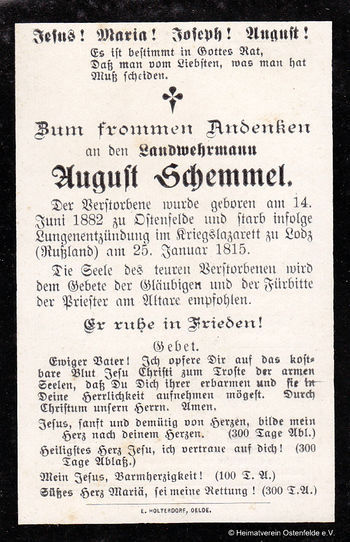 Jesus! Maria! Joseph! August!
Es ist bestimmt in Gottes Rat,
Daß man vom Liebsten, was man hat
Muß scheiden.
Zum frommen Andenken
an den Landwehrmann
August Schemmel.
Der Verstorbene wurde geboren am 14.
Juni 1882 zu Ostenfelde und starb infolge
Lungenentzündung im Kriegslazarett zu Lodz
(Rußland) am 25. Januar 1815.
Die Seele des teuren Verstorbenen wird
dem Gebete der Gläubigen und der Fürbitte
der Priester am Altare empfohlen.
Er ruhe in Frieden!
Gebet.
Ewiger Vater! Ich opfere Dir auf das kost-
bare Blut Jesu Christi zum Troste der armen
Seelen, daß Du Dich ihrer erbarmen und sie in
Deine Herrlichkeit aufnehmen mögest. Durch
Christum unsern Herrn. Amen.
Jesus, sanft und demütig von Herzen, bilde mein
Herz nach deinem Herzen. (300 Tage Abl.)
Heiligstes Herz Jesu, ich vertraue auf dich! (300
Tage Ablaß.)
Mein Jesus, Barmherzigkeit! (100 T. A.)
Süßes Herz Mariä, sei meine Rettung! (300 T.A.)
E. HOLTERDORF, OELDE.
© Heimatverein Ostenfelde e.V.